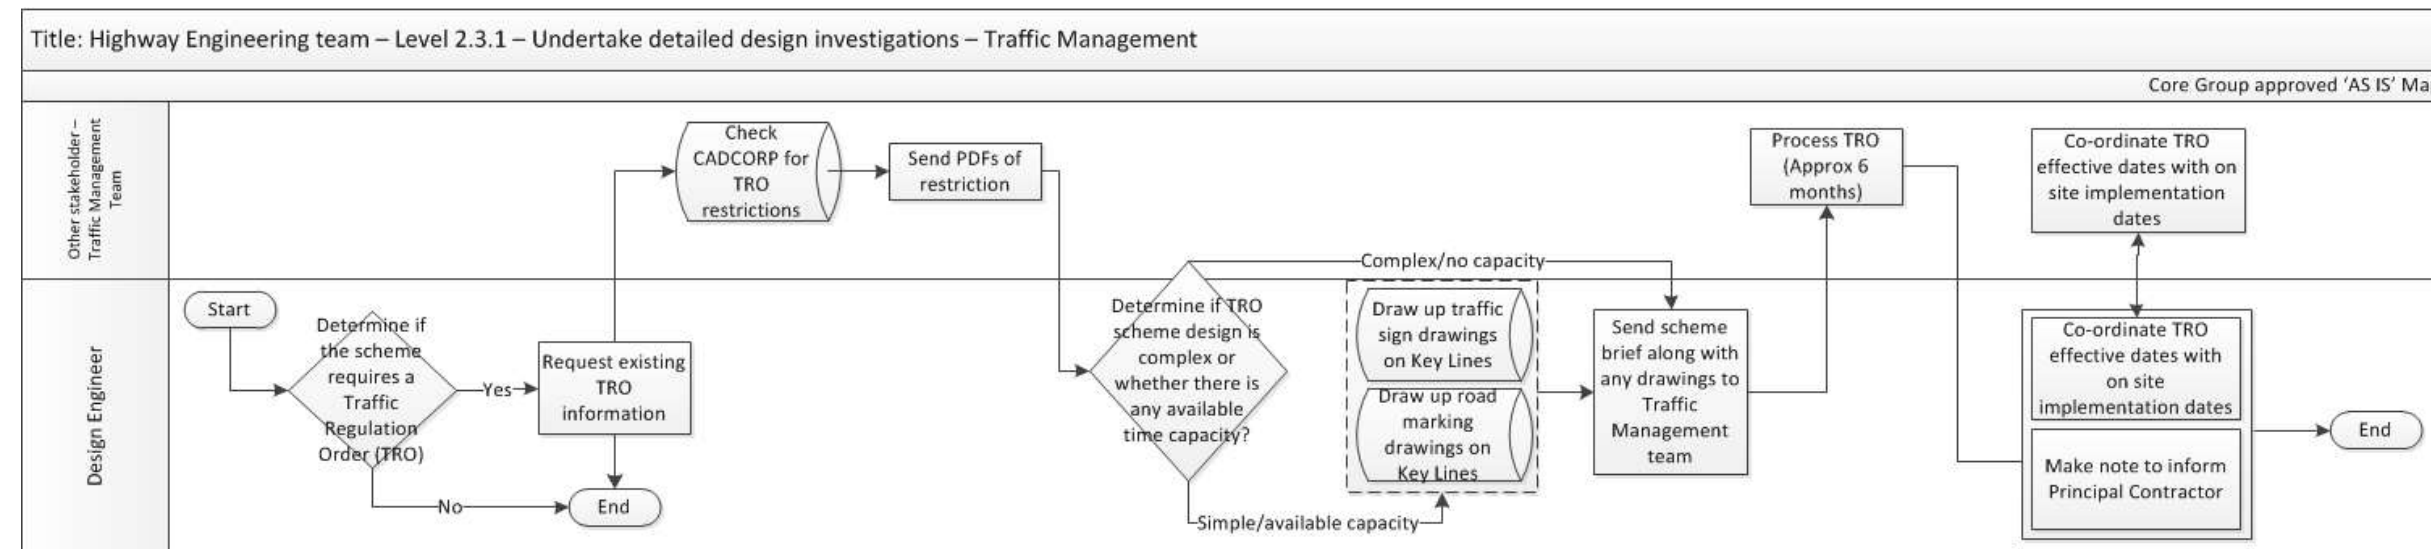 Title: Highway Engineering team – Level 2.3.1 – Undertake detailed design investigations – Traffic Management
Core Group approved ‘AS IS’ Ma
Other stakeholder –
Traffic Management
Team
Check
CADCORP for
TRO
restrictions
Send PDFs of
restriction
Process TRO
(Approx 6
months)
Co-ordinate TRO
effective dates with on
site implementation
dates
Design Engineer
Start
Determine if
the scheme
requires a
Traffic
Regulation
Order (TRO)
Yes
No
Request existing
TRO
information
End
Determine if TRO
scheme design is
complex or
whether there is
any available
time capacity?
Complex/no capacity
Simple/available capacity
Draw up traffic
sign drawings
on Key Lines
Draw up road
marking
drawings on
Key Lines
Send scheme
brief along with
any drawings to
Traffic
Management
team
Co-ordinate TRO
effective dates with
on site
implementation dates
Make note to inform
Principal Contractor
End